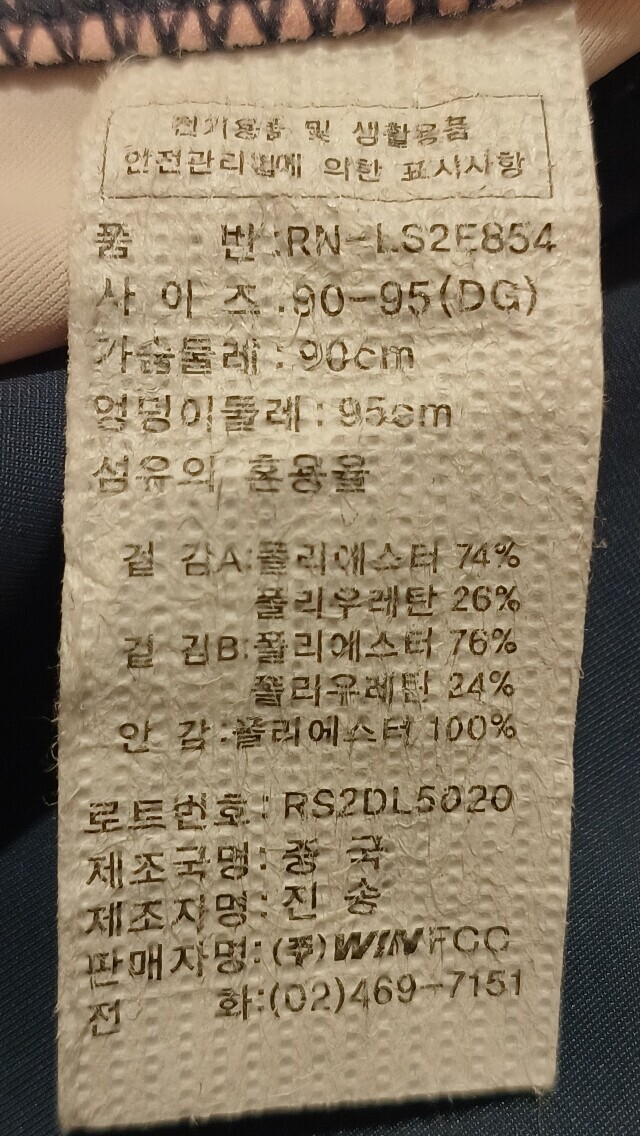 전기용품 및 생활용품
안전관리법에 의한 표시사항
품 번:RN-LS2E854
사 이 즈:90-95(DG)
가슴둘레:90cm
엉덩이둘레:95cm
섬유의 혼용율
겉 감A:폴리에스터 74%
폴리우레탄 26%
겉 감B:폴리에스터 76%
폴리우레탄 24%
안 감:폴리에스터 100%
로트번호:RS2DL5020
제조국명:중 국
제조자명:진 송
판매자명:(주)WINFCC
전 화:(02)469-7151